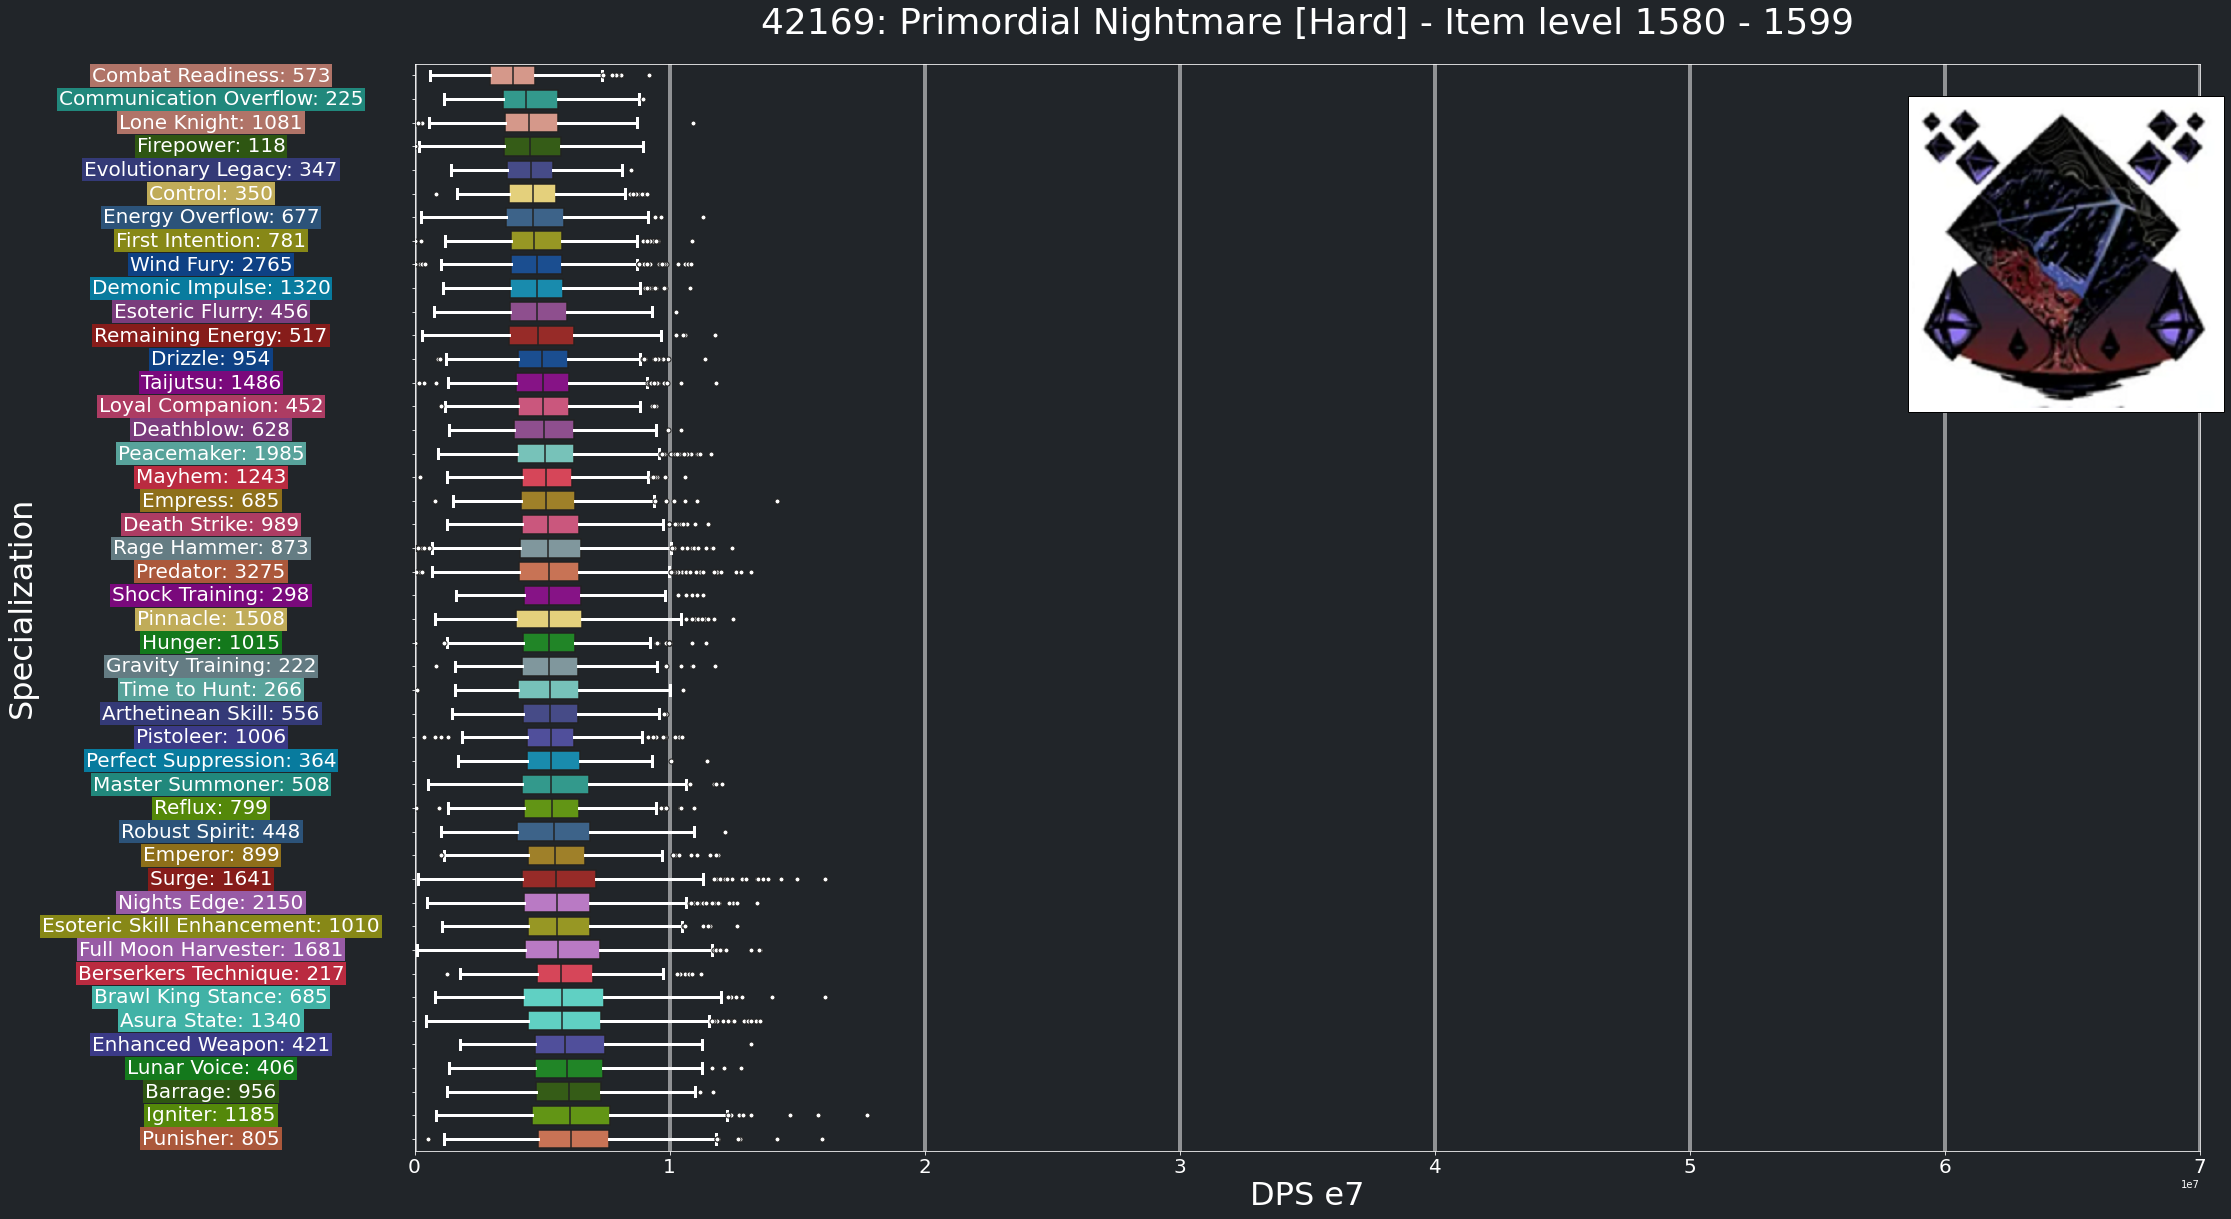 42169: Primordial Nightmare [Hard] - Item level 1580 - 1599
Combat Readiness: 573
Communication Overflow: 225
Lone Knight: 1081
Firepower: 118
Evolutionary Legacy: 347
Control: 350
Energy Overflow: 677
First Intention: 781
Wind Fury: 2765
Demonic Impulse: 1320
Esoteric Flurry: 456
Remaining Energy: 517
Drizzle: 954
Taijutsu: 1486
Loyal Companion: 452
Deathblow: 628
Peacemaker: 1985
Mayhem: 1243
Empress: 685
Death Strike: 989
Rage Hammer: 873
Predator: 3275
Shock Training: 298
Pinnacle: 1508
Hunger: 1015
Gravity Training: 222
Time to Hunt: 266
Arthetinean Skill: 556
Pistoleer: 1006
Perfect Suppression: 364
Master Summoner: 508
Reflux: 799
Robust Spirit: 448
Emperor: 899
Surge: 1641
Nights Edge: 2150
Esoteric Skill Enhancement: 1010
Full Moon Harvester: 1681
Berserkers Technique: 217
Brawl King Stance: 685
Asura State: 1340
Enhanced Weapon: 421
Lunar Voice: 406
Barrage: 956
Igniter: 1185
Punisher: 805
Specialization
0 1 2 3 4 5 6 7
1e7
DPS e7